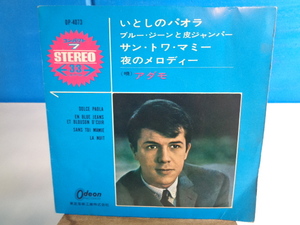 OP-4073
いとしのパオラ
ブルー・ジーンと皮ジャンパー
サン・トワ・マミー
夜のメロディー
(唄) アダモ
STEREO
33
DOLCE PAOLA
EN BLUE JEANS
ET BLOUSON D'CUIR
SANS TOI MAMIE
LA NUIT
Odeon